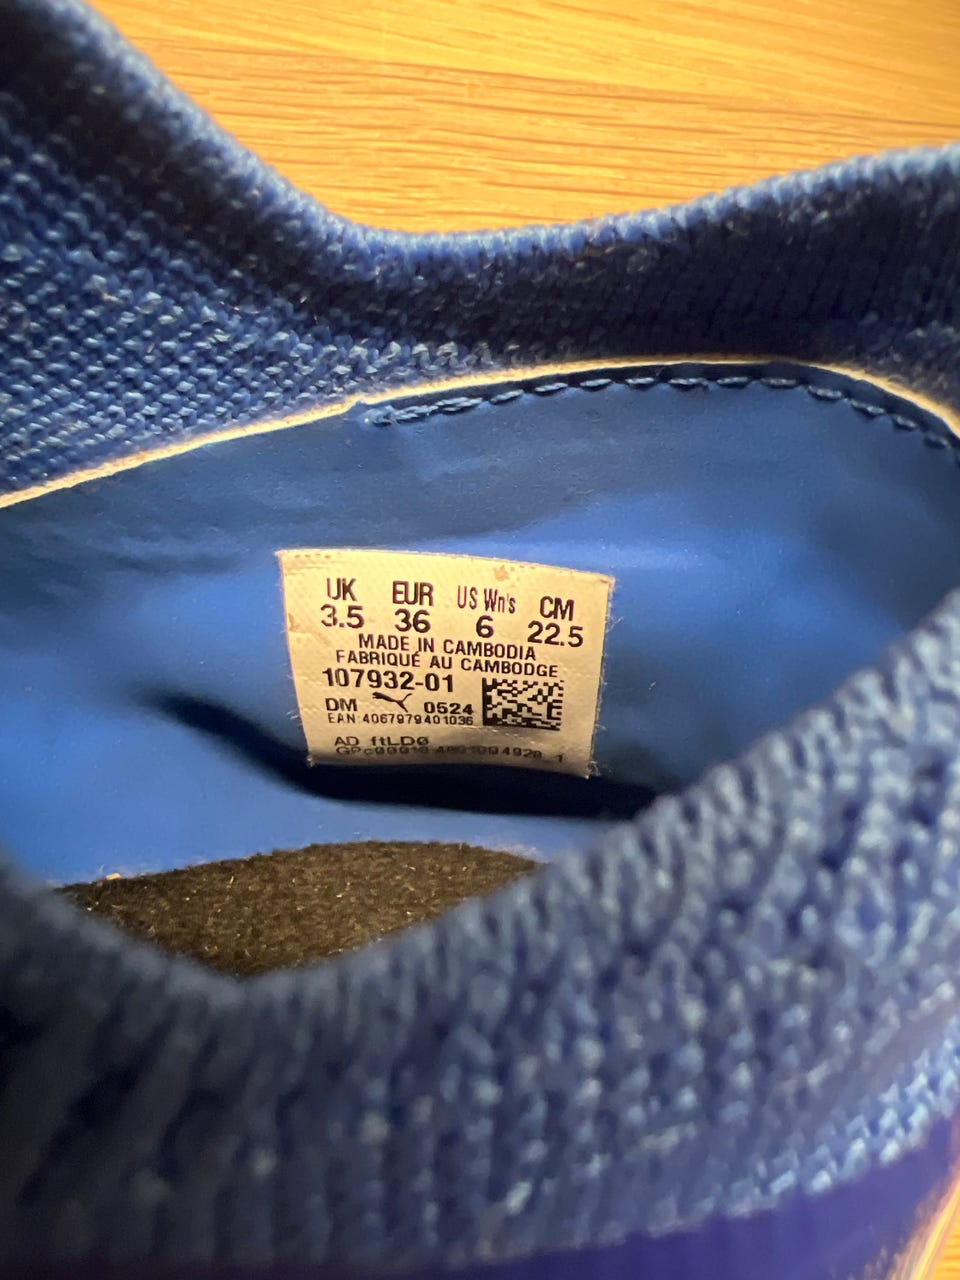 UK EUR US Wn's CM
3.5 36 6 22.5
MADE IN CAMBODIA
FABRIQUÉ AU CAMBODGE
107932-01
DM 0524
EAN:4067979401036
AD ftLD0